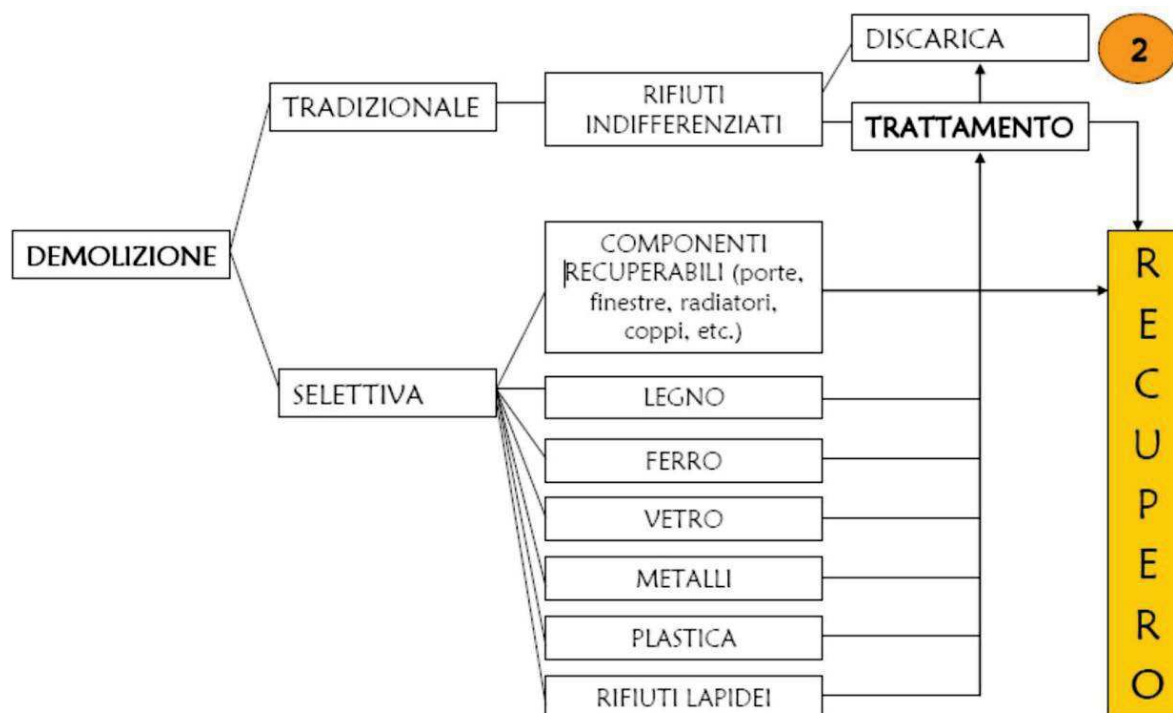 DISCARICA
2
TRADIZIONALE
RIFIUTI
INDIFFERENZIATI
TRATTAMENTO
DEMOLIZIONE
COMPONENTI
RECUPERABILI (porte,
finestre, radiatori,
coppi, etc.)
SELETTIVA
LEGNO
FERRO
VETRO
METALLI
PLASTICA
RIFIUTI LAPIDEI
R
E
C
U
P
E
R
O